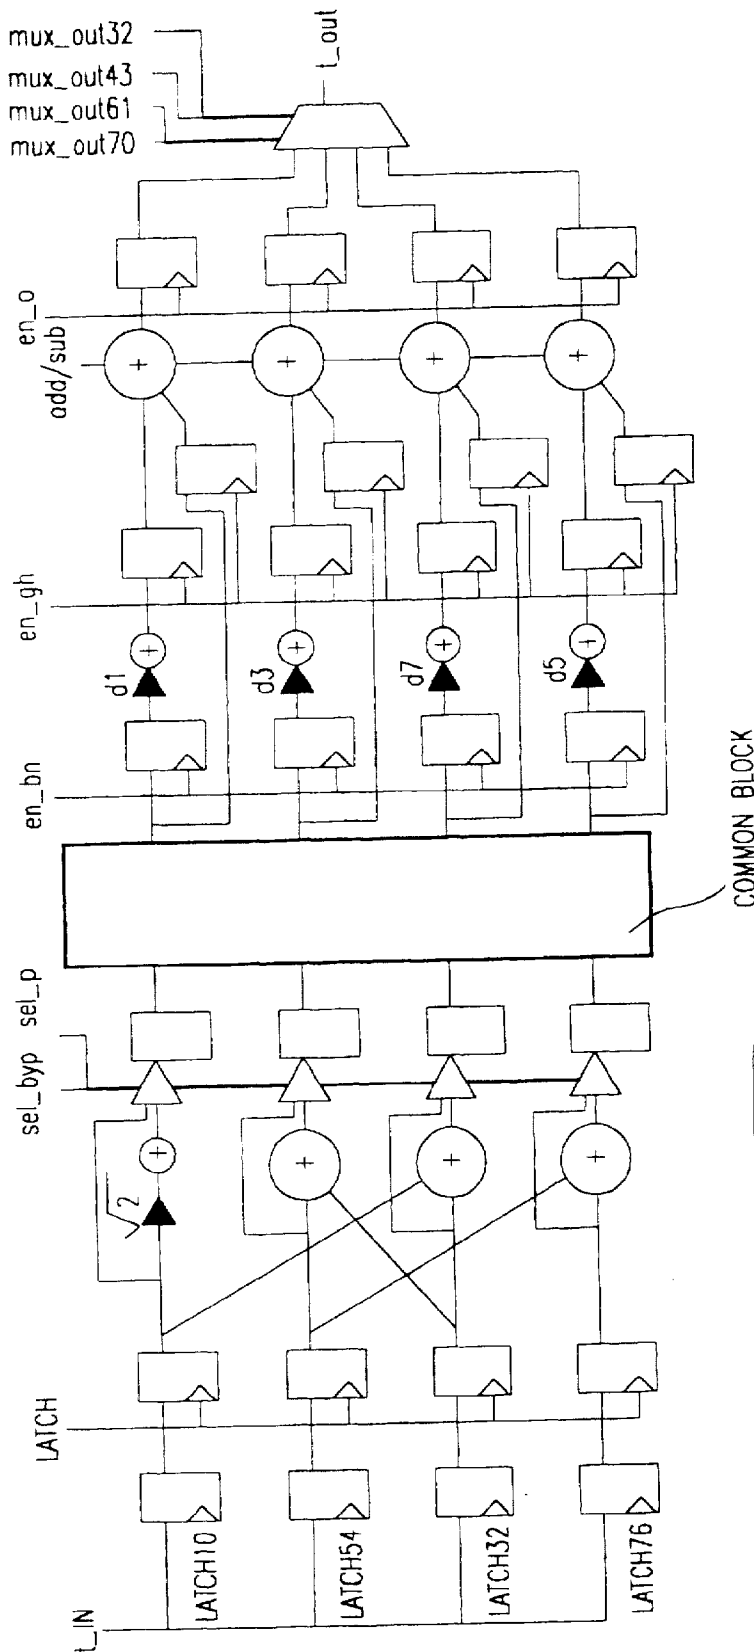 mux_out32
mux_out43
mux_out61
mux_out70
t_out
en_o
add/sub
en_gh
d1
d3
d7
d5
en_bn
COMMON BLOCK
sel_p
sel_byp
√2
LATCH
LATCH10
LATCH54
LATCH32
LATCH76
t_IN